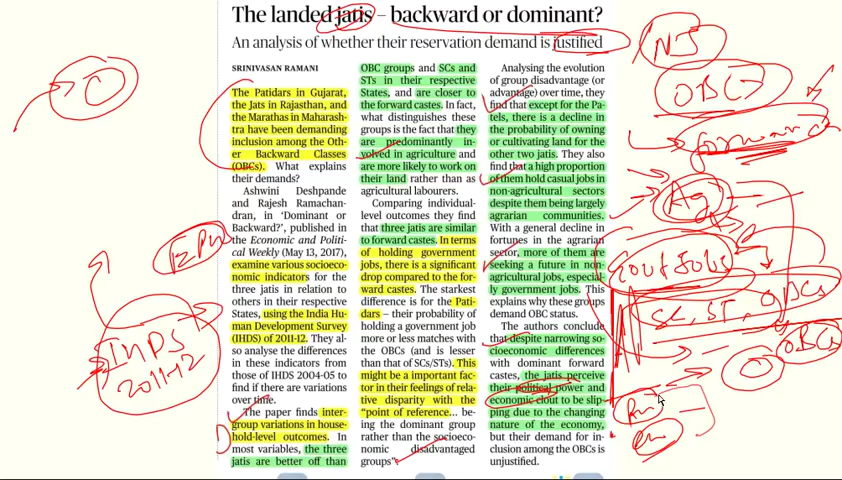 The landed jatis – backward or dominant?
An analysis of whether their reservation demand is justified
SRINIVASAN RAMANI
The Patidars in Gujarat,
the Jats in Rajasthan, and
the Marathas in Maharash-
tra have been demanding
inclusion among the Oth-
er Backward Classes
(OBCs). What explains
their demands?
Ashwini Deshpande
and Rajesh Ramachan-
dran, in ‘Dominant or
Backward?’, published in
the Economic and Politi-
cal Weekly (May 13, 2017),
examine various socioeco-
nomic indicators for the
three jatis in relation to
others in their respective
States, using the India Hu-
man Development Survey
(IHDS) of 2011-12. They al-
so analyse the differences
in these indicators from
those of IHDS 2004-05 to
find if there are variations
over time.
The paper finds inter-
group variations in house-
hold-level outcomes. In
most variables, the three
jatis are better off than
OBC groups and SCs and
STs in their respective
States, and are closer to
the forward castes. In fact,
what distinguishes these
groups is the fact that they
are predominantly in-
volved in agriculture and
are more likely to work on
their land rather than as
agricultural labourers.
Comparing individual-
level outcomes they find
that three jatis are similar
to forward castes. In terms
of holding government
jobs, there is a significant
drop compared to the for-
ward castes. The starkest
difference is for the Pati-
dars – their probability of
holding a government job
more or less matches with
the OBCs (and is lesser
than that of SCs/STs). This
might be a important fac-
tor in their feelings of rela-
tive disparity with the
“point of reference... be-
ing the dominant group
rather than the socioeco-
nomic disadvantaged
groups”.
Analysing the evolution
of group disadvantage (or
advantage) over time, they
find that except for the Pa-
tels, there is a decline in
the probability of owning
or cultivating land for the
other two jatis. They also
find that a high proportion
of them hold casual jobs in
non-agricultural sectors
despite them being largely
agrarian communities.
With a general decline in
fortunes in the agrarian
sector, more of them are
seeking a future in non-
agricultural jobs, especial-
ly government jobs. This
explains why these groups
demand OBC status.
The authors conclude
that despite narrowing so-
cioeconomic differences
with dominant forward
castes, the jatis perceive
their political power and
economic clout to be slip-
ping due to the changing
nature of the economy,
but their demand for in-
clusion among the OBCs is
unjustified.
OBC
Govt Jobs
SC, ST, OBCs
OBCs
2011-12